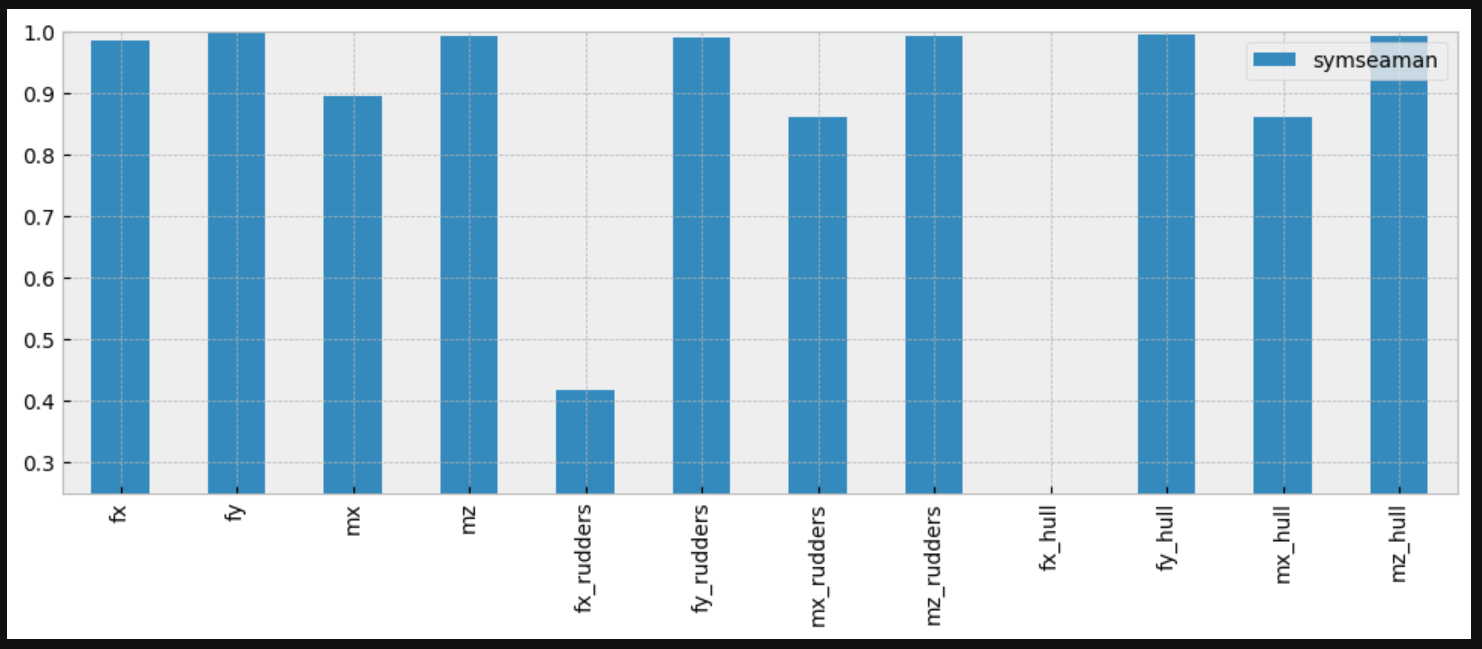 1.0
0.9
0.8
0.7
0.6
0.5
0.4
0.3
symseaman
fx
fy
mx
mz
fx_rudders
fy_rudders
mx_rudders
mz_rudders
fx_hull
fy_hull
mx_hull
mz_hull